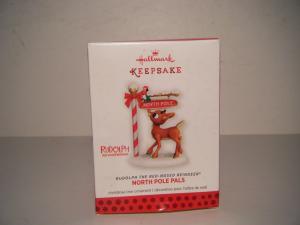 Hallmark
KEEPSAKE
NORTH POLE
RUDOLPH
RUDOLPH THE RED-NOSED REINDEER®
NORTH POLE PALS